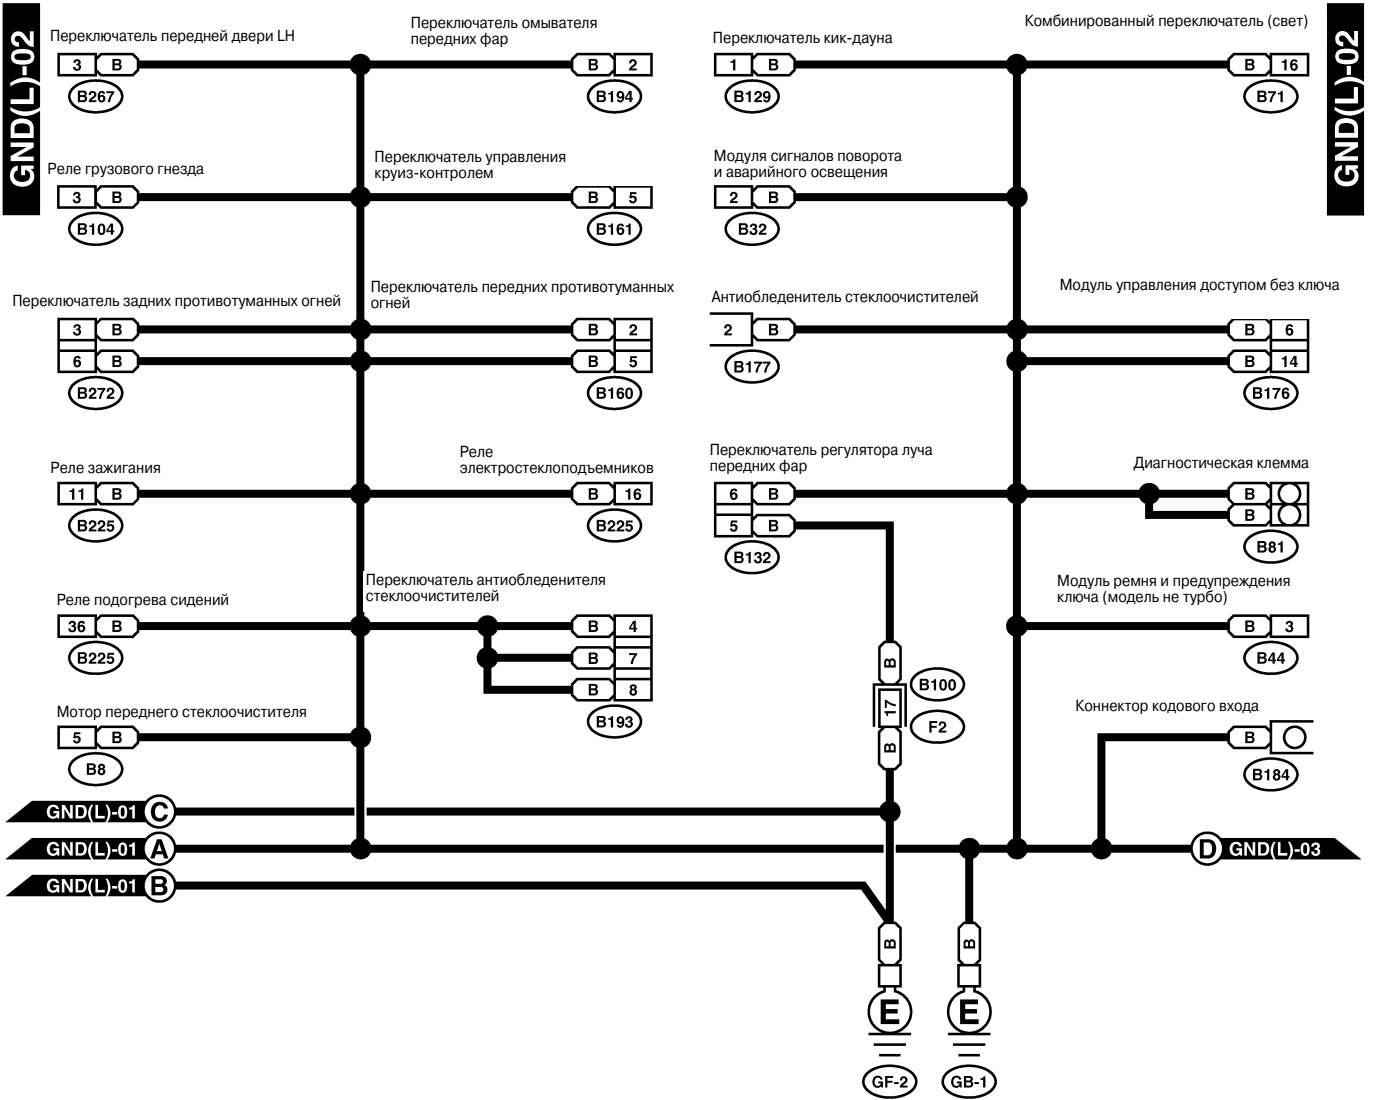 GND(L)-02
GND(L)-02
Переключатель передней двери LH
3 B
B267
Переключатель омывателя
передних фар
B 2
B194
Переключатель кик-дауна
1 B
B129
Комбинированный переключатель (свет)
B 16
B71
Реле грузового гнезда
3 B
B104
Переключатель управления
круиз-контролем
B 5
B161
Модуля сигналов поворота
и аварийного освещения
2 B
B32
Переключатель задних противотуманных огней
3 B
6 B
B272
Переключатель передних противотуманных
огней
B 2
B 5
B160
Антиобледенитель стеклоочистителей
2 B
B177
Модуль управления доступом без ключа
B 6
B 14
B176
Реле зажигания
11 B
B225
Реле
электростеклоподъемников
B 16
B225
Переключатель регулятора луча
передних фар
6 B
5 B
B132
Диагностическая клемма
B
B
B81
Реле подогрева сидений
36 B
B225
Переключатель антиобледенителя
стеклоочистителей
B 4
B 7
B 8
B193
B
17
B
B100
F2
Модуль ремня и предупреждения
ключа (модель не турбо)
B 3
B44
Мотор переднего стеклоочистителя
5 B
B8
Коннектор кодового входа
B
B184
GND(L)-01 C
GND(L)-01 A
D GND(L)-03
GND(L)-01 B
B B
E E
GF-2 GB-1